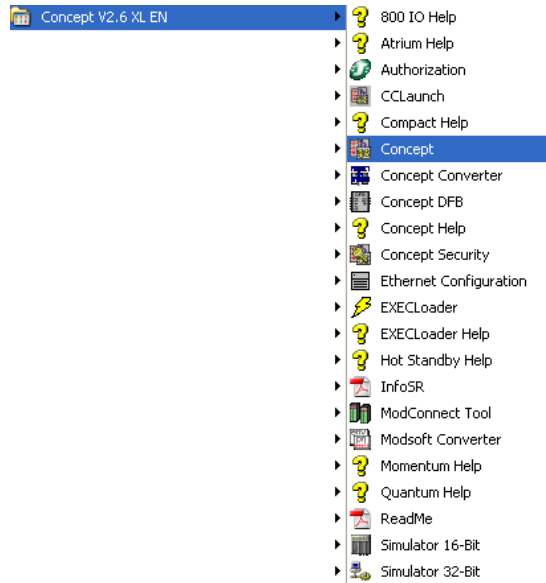 Concept V2.6 XL EN
800 IO Help
Atrium Help
Authorization
CCLaunch
Compact Help
Concept
Concept Converter
Concept DFB
Concept Help
Concept Security
Ethernet Configuration
EXECLoader
EXECLoader Help
Hot Standby Help
InfoSR
ModConnect Tool
Modsoft Converter
Momentum Help
Quantum Help
ReadMe
Simulator 16-Bit
Simulator 32-Bit